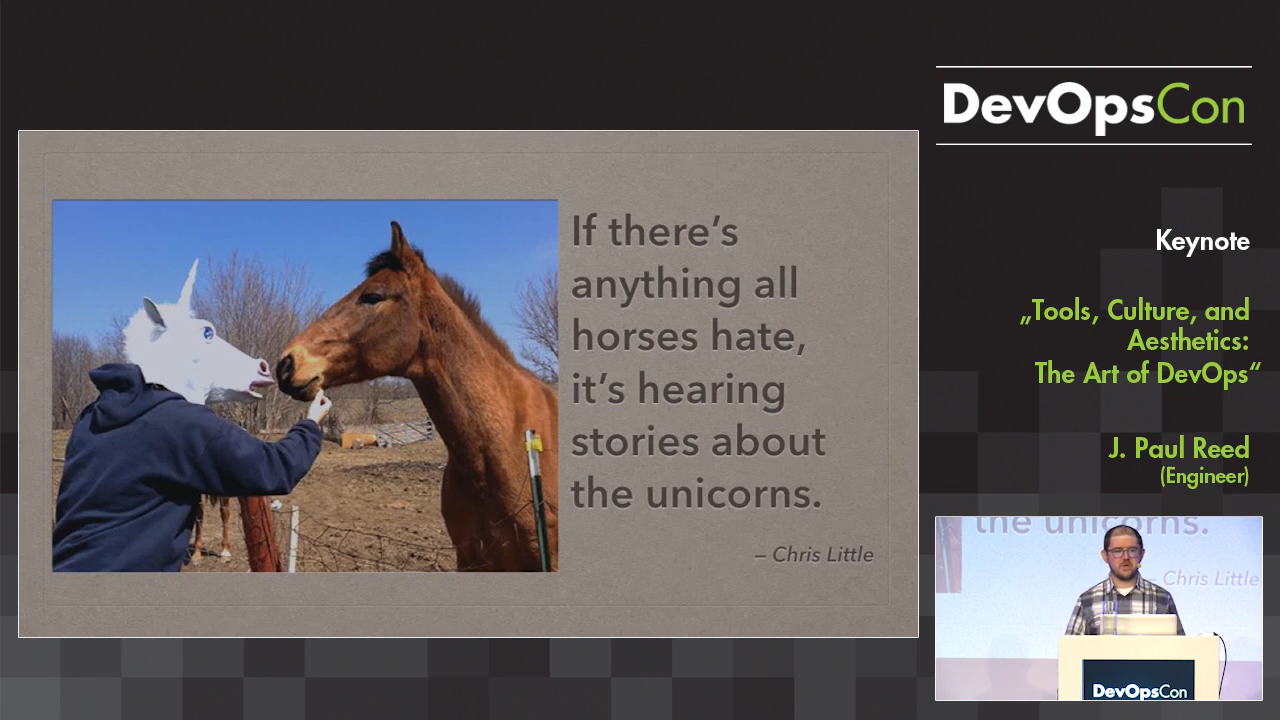 DevOpsCon
If there’s
anything all
horses hate,
it’s hearing
stories about
the unicorns.
– Chris Little
Keynote
„Tools, Culture, and
Aesthetics:
The Art of DevOps“
J. Paul Reed
(Engineer)
the unicorns.
– Chris Little
DevOpsCon